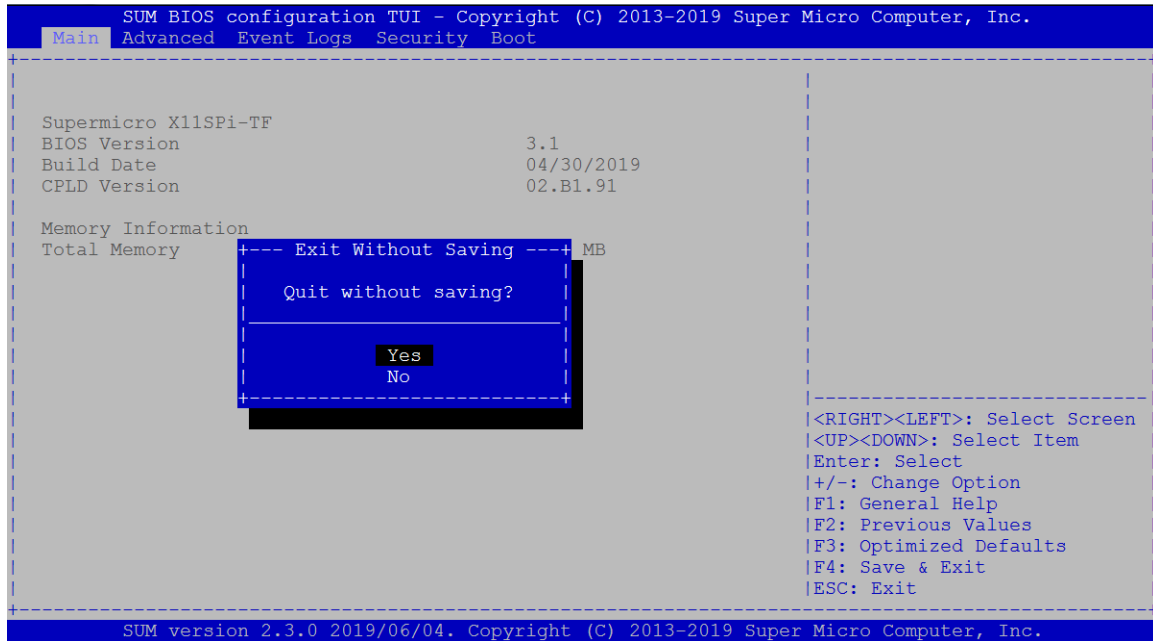 SUM BIOS configuration TUI - Copyright (C) 2013-2019 Super Micro Computer, Inc.
Main Advanced Event Logs Security Boot
Supermicro X11SPi-TF
BIOS Version 3.1
Build Date 04/30/2019
CPLD Version 02.B1.91
Memory Information
Total Memory MB
Exit Without Saving
Quit without saving?
Yes
No
<RIGHT><LEFT>: Select Screen
<UP><DOWN>: Select Item
Enter: Select
+/-: Change Option
F1: General Help
F2: Previous Values
F3: Optimized Defaults
F4: Save & Exit
ESC: Exit
SUM version 2.3.0 2019/06/04. Copyright (C) 2013-2019 Super Micro Computer, Inc.